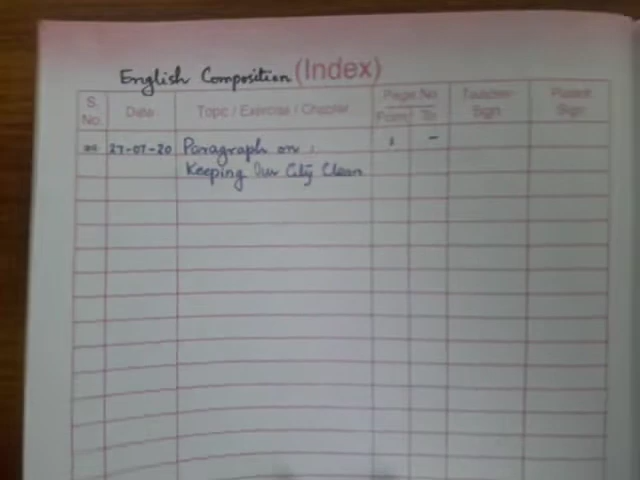 English Composition (Index)
S. No. Date Topic / Exercise / Chapter Page No. From To Teacher Sign Parent Sign
27-07-20 Paragraph on : -
Keeping Our City Clean